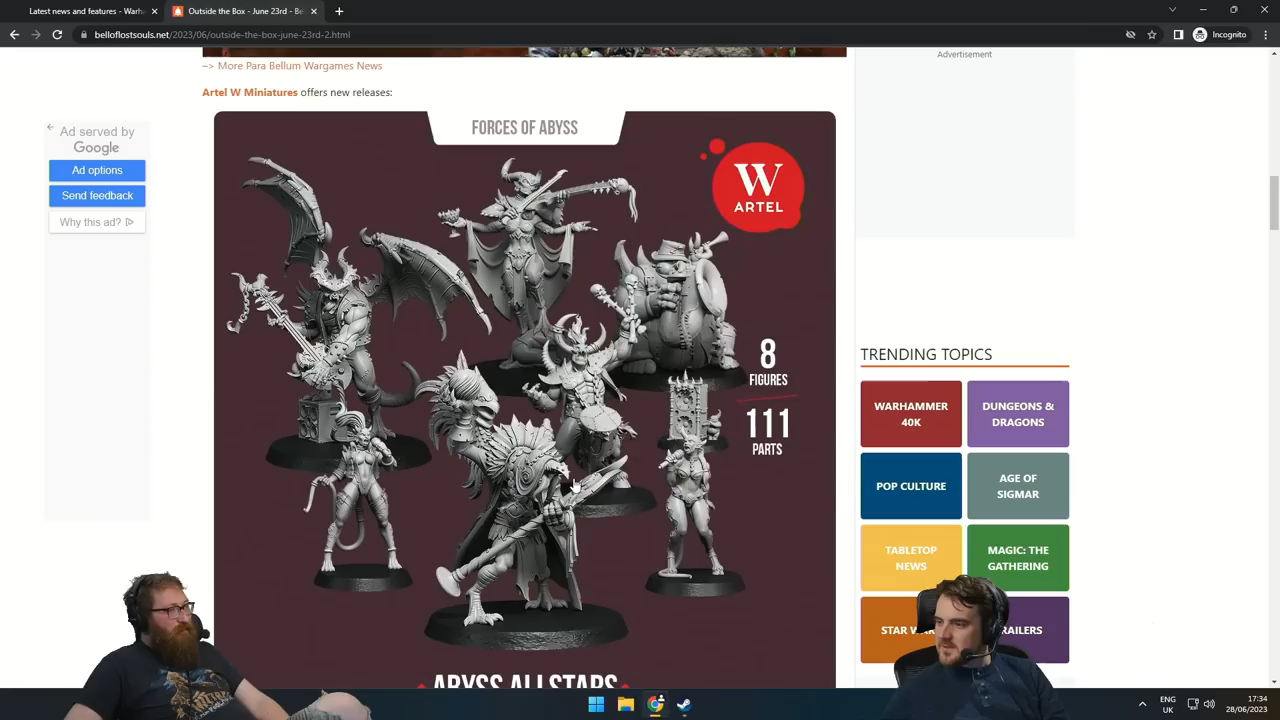 Latest news and features - Warha
Outside the Box - June 23rd - Be
belloflostsouls.net/2023/06/outside-the-box-june-23rd-2.html
Incognito
–> More Para Bellum Wargames News
Advertisement
Artel W Miniatures offers new releases:
Ad served by
Google
Ad options
Send feedback
Why this ad?
FORCES OF ABYSS
W
ARTEL
8
FIGURES
111
PARTS
ABYSS ALLSTARS
TRENDING TOPICS
WARHAMMER
40K
DUNGEONS &
DRAGONS
POP CULTURE
AGE OF
SIGMAR
TABLETOP
NEWS
MAGIC: THE
GATHERING
STAR WAR
RAILERS
ENG
UK
17:34
28/06/2023